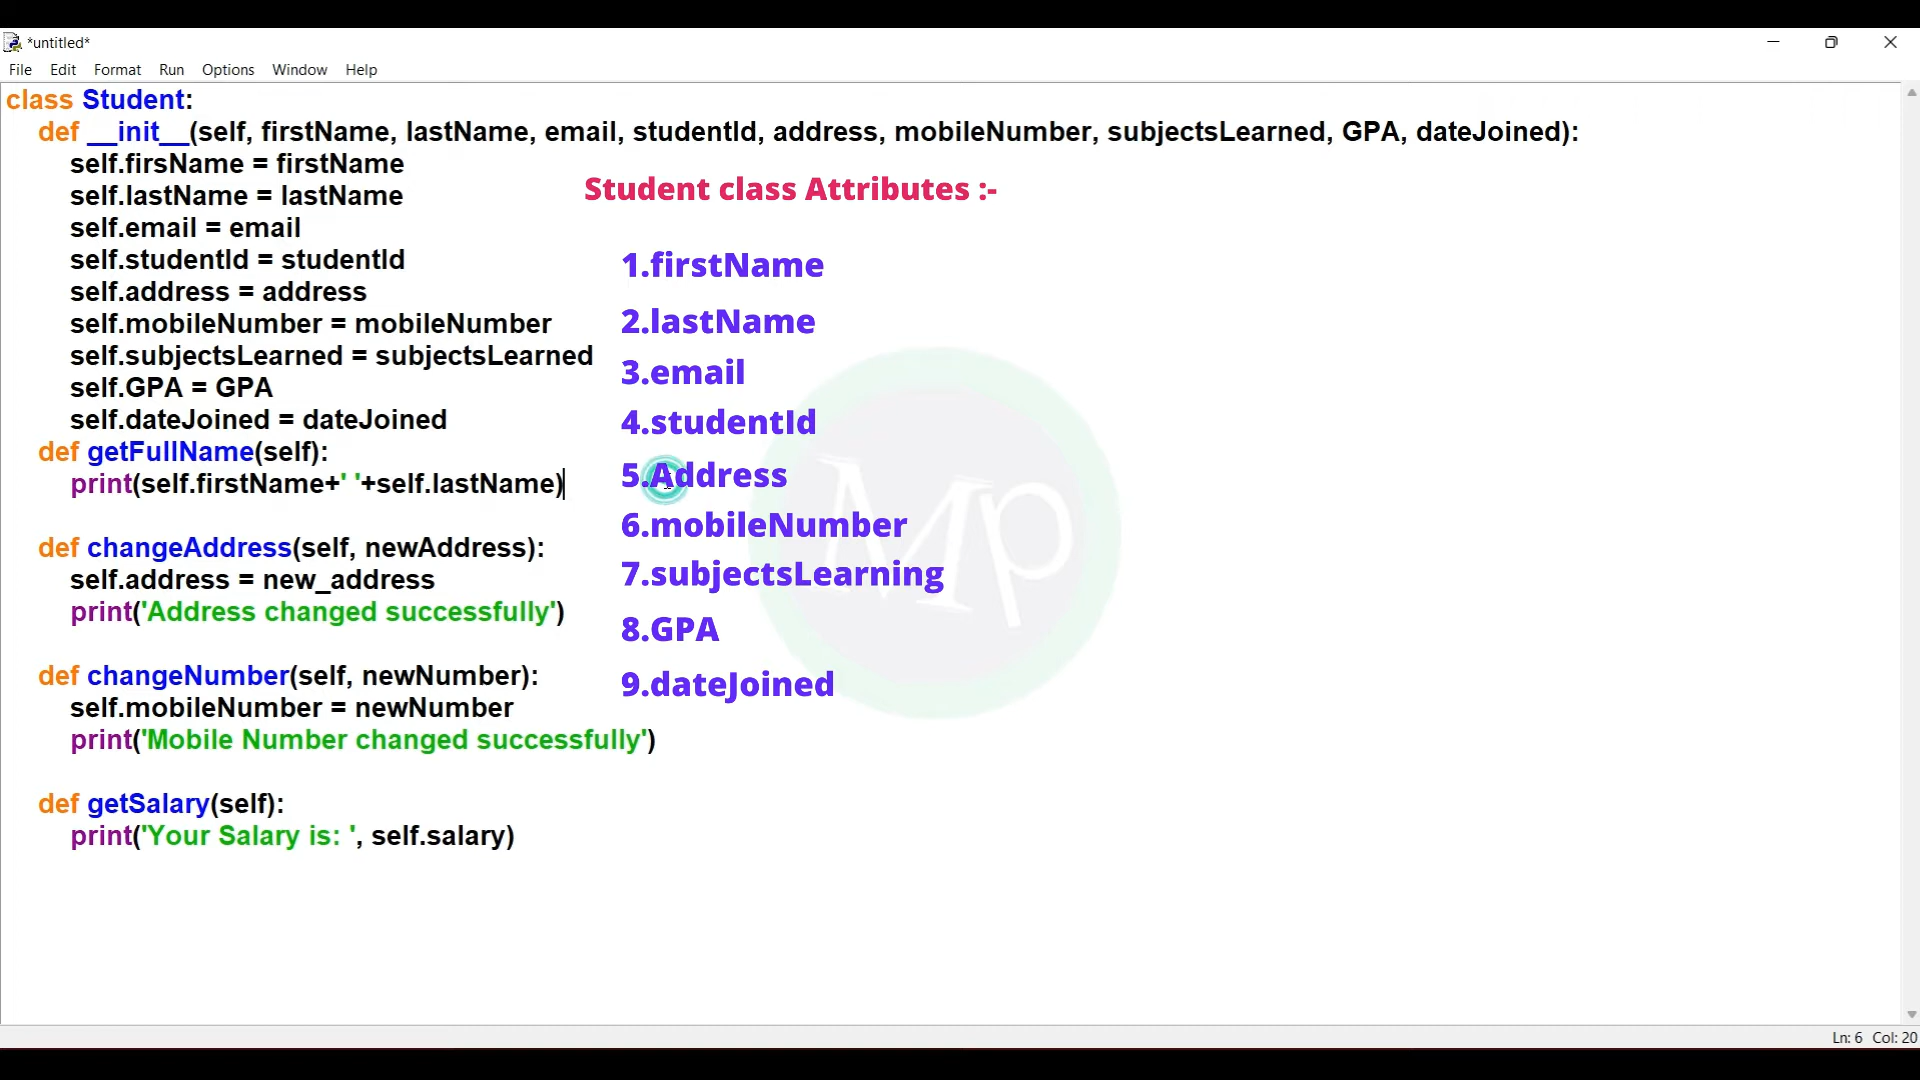 *untitled*
File Edit Format Run Options Window Help
class Student:
def __init__(self, firstName, lastName, email, studentId, address, mobileNumber, subjectsLearned, GPA, dateJoined):
self.firsName = firstName
self.lastName = lastName
self.email = email
self.studentId = studentId
self.address = address
self.mobileNumber = mobileNumber
self.subjectsLearned = subjectsLearned
self.GPA = GPA
self.dateJoined = dateJoined
def getFullName(self):
print(self.firstName+' '+self.lastName)
def changeAddress(self, newAddress):
self.address = new_address
print('Address changed successfully')
def changeNumber(self, newNumber):
self.mobileNumber = newNumber
print('Mobile Number changed successfully')
def getSalary(self):
print('Your Salary is: ', self.salary)
Student class Attributes :-
1.firstName
2.lastName
3.email
4.studentId
5.Address
6.mobileNumber
7.subjectsLearning
8.GPA
9.dateJoined
Mp
Ln: 6 Col: 20